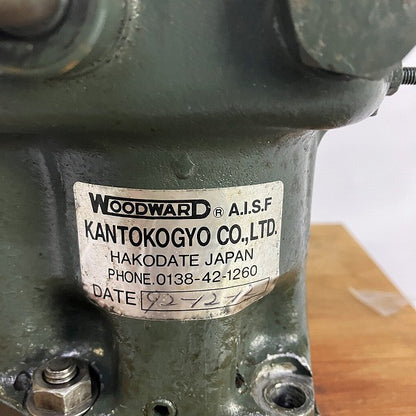 WOODWARD ® A.I.S.F
KANTOKOGYO CO.,LTD.
HAKODATE JAPAN
PHONE.0138-42-1260
DATE